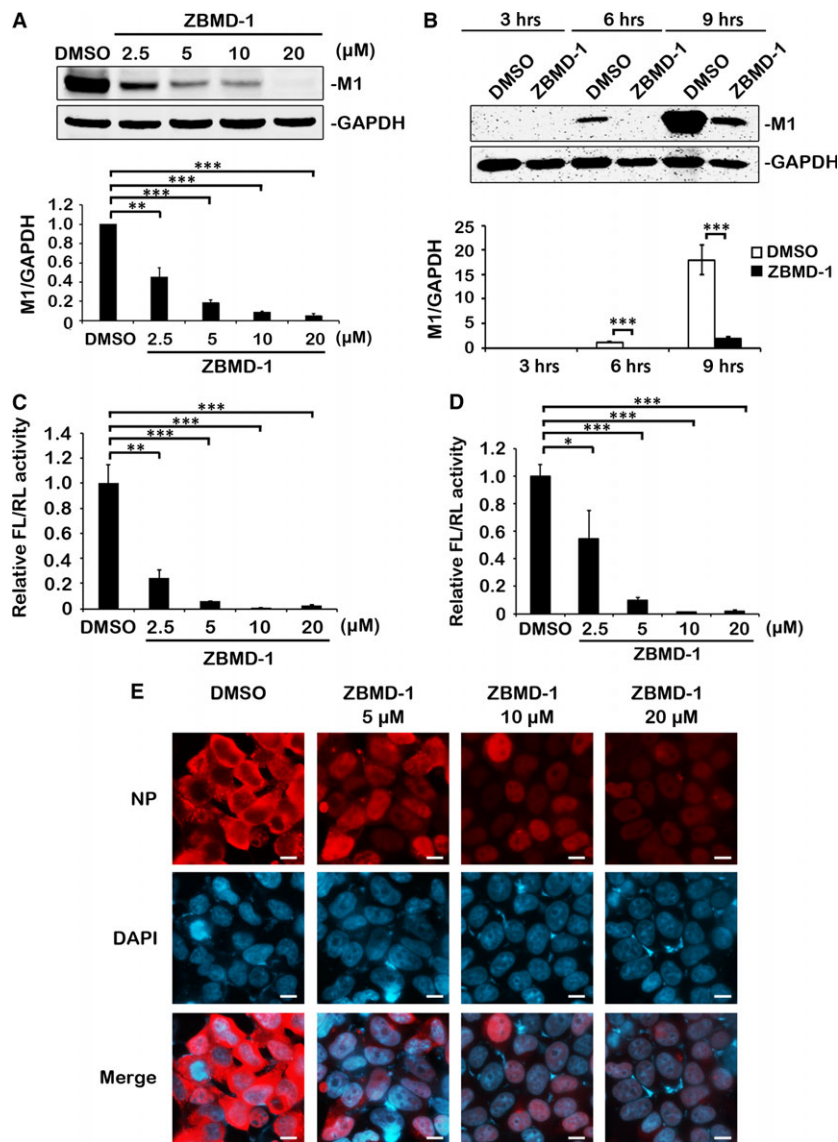 A
ZBMD-1
DMSO 2.5 5 10 20 (µM)
-M1
-GAPDH
***
***
***
**
M1/GAPDH
1.2
1.0
0.8
0.6
0.4
0.2
0
DMSO 2.5 5 10 20 (µM)
ZBMD-1
B
3 hrs 6 hrs 9 hrs
DMSO ZBMD-1 DMSO ZBMD-1 DMSO ZBMD-1
-M1
-GAPDH
M1/GAPDH
25
20
15
10
5
0
***
***
DMSO
ZBMD-1
3 hrs 6 hrs 9 hrs
C
***
***
***
**
Relative FL/RL activity
1.4
1.2
1.0
0.8
0.6
0.4
0.2
0
DMSO 2.5 5 10 20 (µM)
ZBMD-1
D
***
***
***
*
Relative FL/RL activity
1.2
1.0
0.8
0.6
0.4
0.2
0
DMSO 2.5 5 10 20 (µM)
ZBMD-1
E
DMSO ZBMD-1 ZBMD-1 ZBMD-1
5 µM 10 µM 20 µM
NP
DAPI
Merge